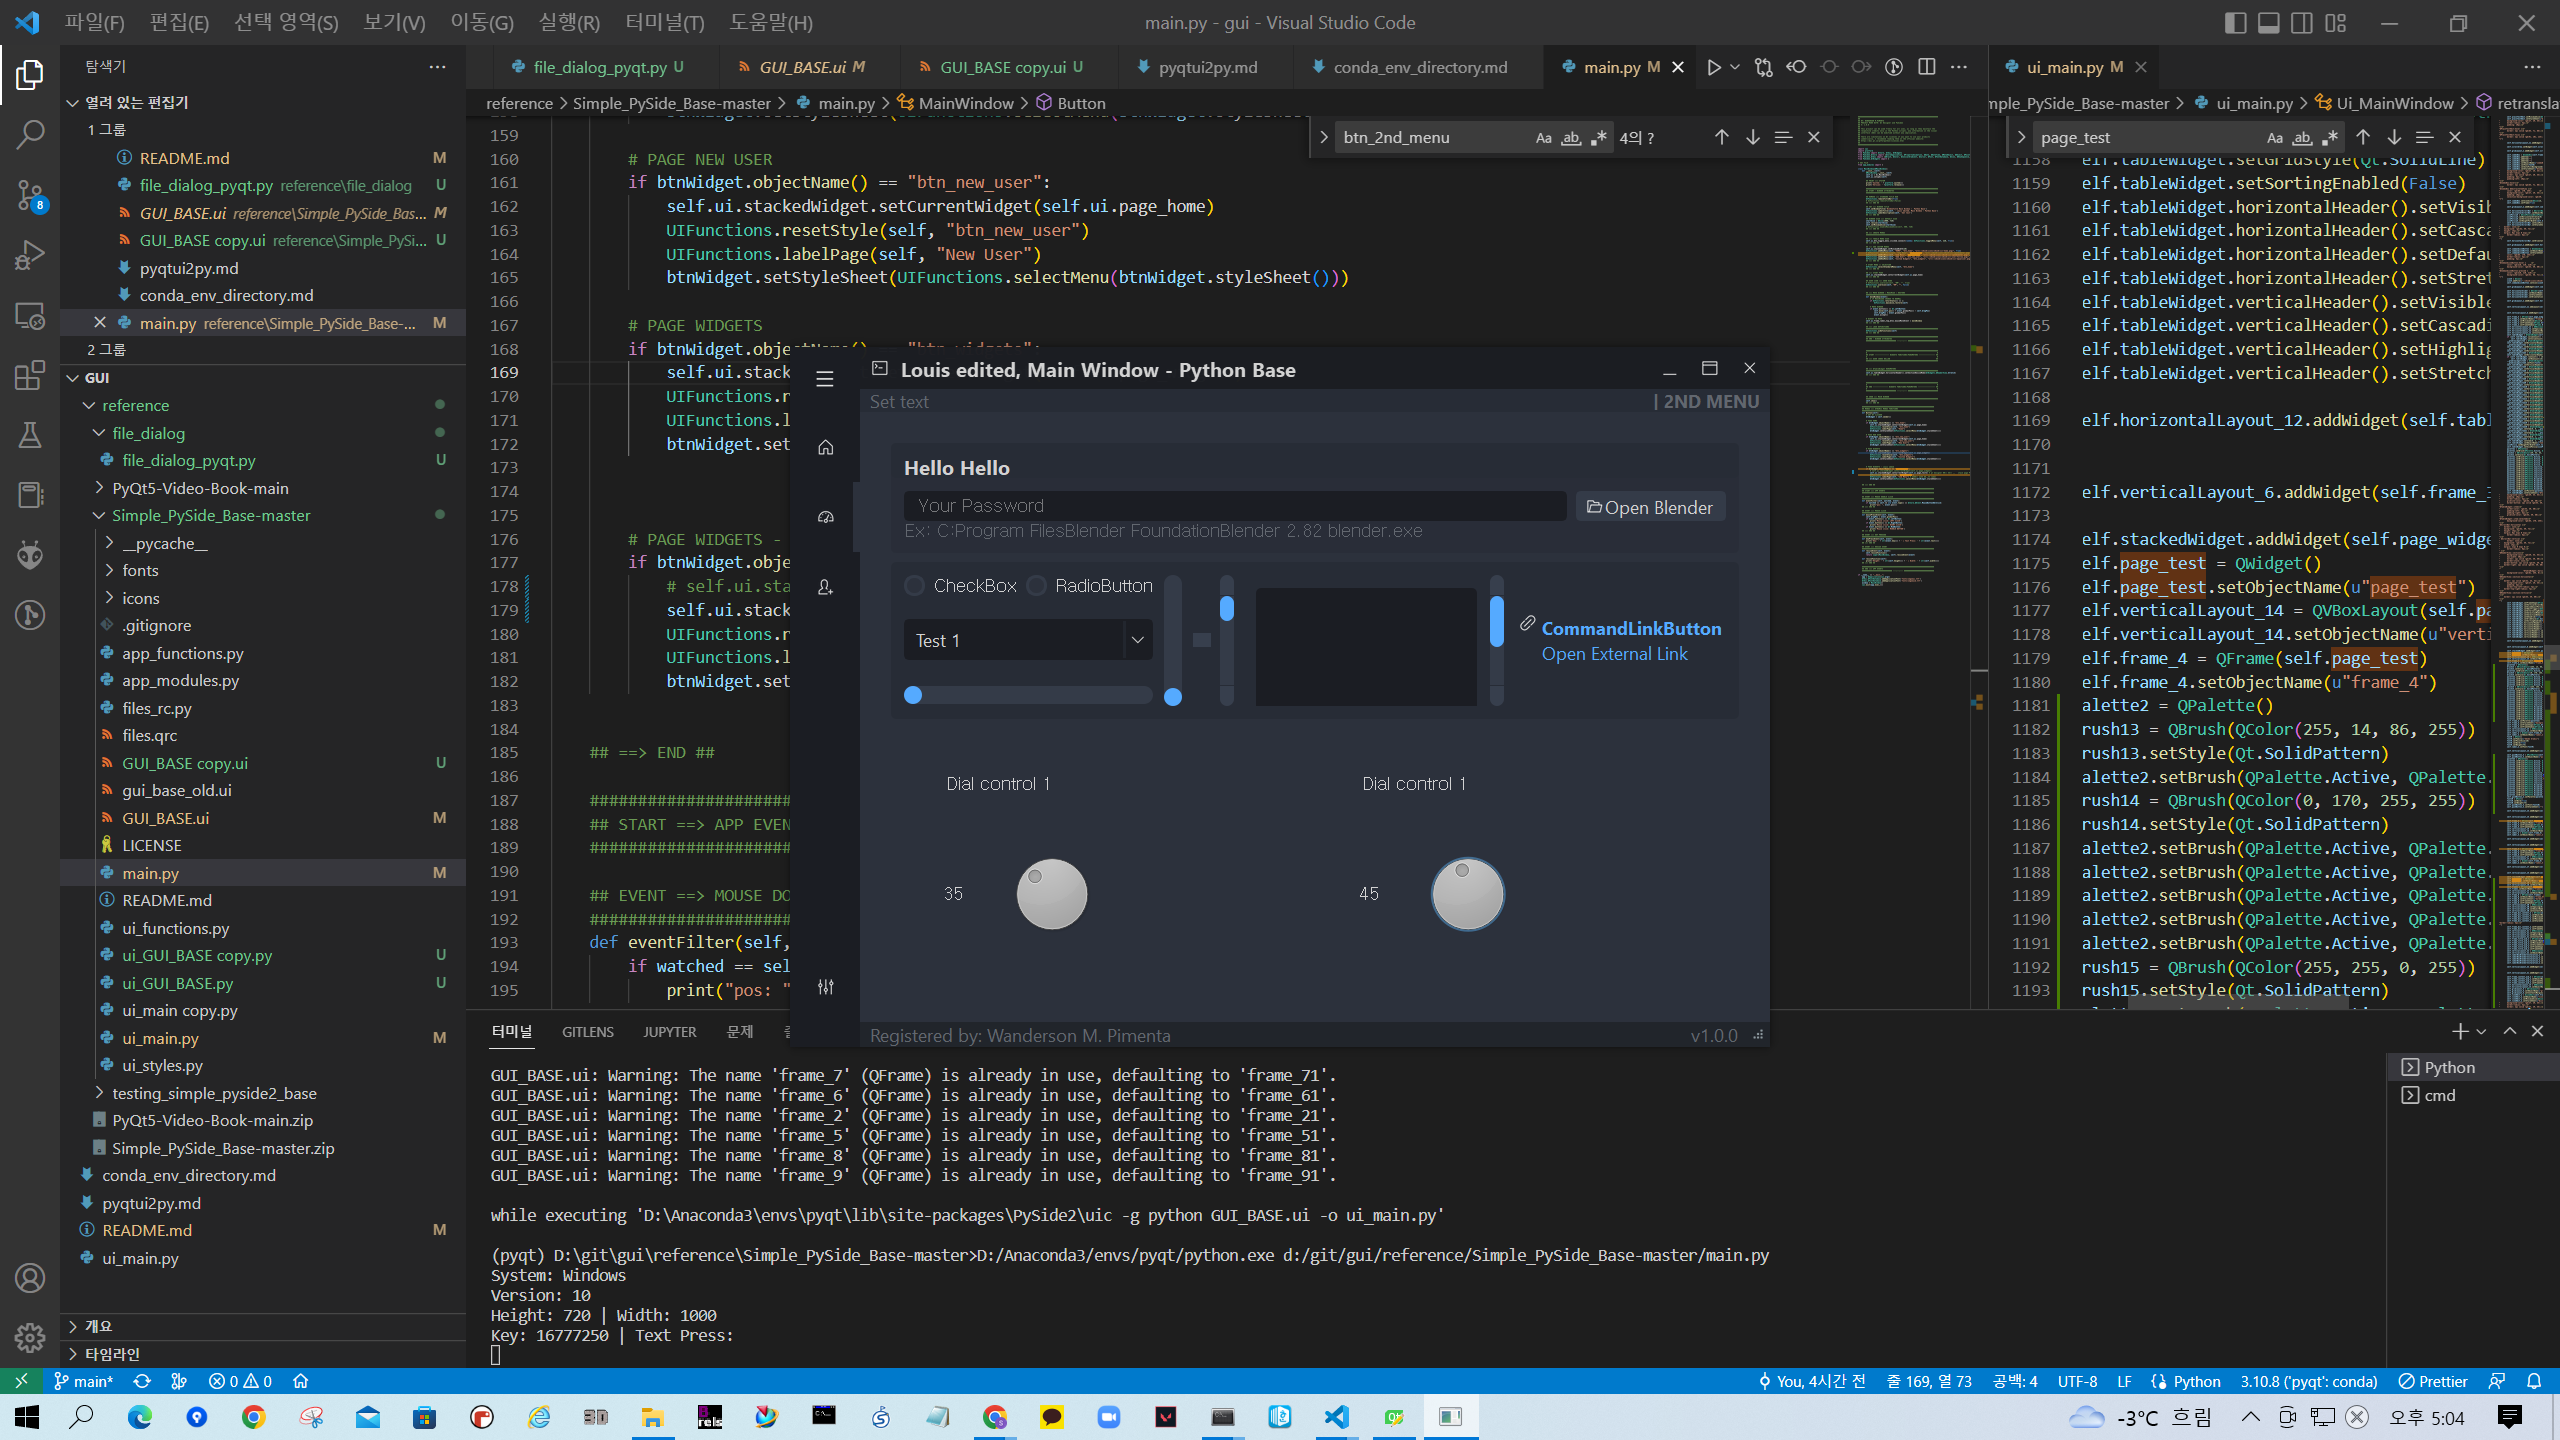 파일(F) 편집(E) 선택 영역(S) 보기(V) 이동(G) 실행(R) 터미널(T) 도움말(H)
main.py - gui - Visual Studio Code
탐색기
열려 있는 편집기
1 그룹
README.md M
file_dialog_pyqt.py reference\file_dialog U
GUI_BASE.ui reference\Simple_PySide_Bas... M
GUI_BASE copy.ui reference\Simple_PySi... U
pyqtui2py.md
conda_env_directory.md
main.py reference\Simple_PySide_Base-... M
2 그룹
GUI
reference
file_dialog
file_dialog_pyqt.py U
PyQt5-Video-Book-main
Simple_PySide_Base-master
__pycache__
fonts
icons
.gitignore
app_functions.py
app_modules.py
files_rc.py
files.qrc
GUI_BASE copy.ui U
gui_base_old.ui
GUI_BASE.ui M
LICENSE
main.py M
README.md
ui_functions.py
ui_GUI_BASE copy.py U
ui_GUI_BASE.py U
ui_main copy.py
ui_main.py M
ui_styles.py
testing_simple_pyside2_base
PyQt5-Video-Book-main.zip
Simple_PySide_Base-master.zip
conda_env_directory.md
pyqtui2py.md
README.md M
ui_main.py
개요
타임라인
8
file_dialog_pyqt.py U GUI_BASE.ui M GUI_BASE copy.ui U pyqtui2py.md conda_env_directory.md main.py M
reference > Simple_PySide_Base-master > main.py > MainWindow > Button
btn_2nd_menu Aa ab 4의 ?
159
160 # PAGE NEW USER
161 if btnWidget.objectName() == "btn_new_user":
162 self.ui.stackedWidget.setCurrentWidget(self.ui.page_home)
163 UIFunctions.resetStyle(self, "btn_new_user")
164 UIFunctions.labelPage(self, "New User")
165 btnWidget.setStyleSheet(UIFunctions.selectMenu(btnWidget.styleSheet()))
166
167 # PAGE WIDGETS
168 if btnWidget.objectName() == "btn_widgets":
169 self.ui.stack
170 UIFunctions.r
171 UIFunctions.l
172 btnWidget.set
173
174
175
176 # PAGE WIDGETS -
177 if btnWidget.obje
178 # self.ui.sta
179 self.ui.stack
180 UIFunctions.r
181 UIFunctions.l
182 btnWidget.set
183
184
185 ## ==> END ##
186
187 #####################
188 ## START ==> APP EVEN
189 #####################
190
191 ## EVENT ==> MOUSE DO
192 #####################
193 def eventFilter(self,
194 if watched == sel
195 print("pos: "
Louis edited, Main Window - Python Base
Set text | 2ND MENU
Hello Hello
Your Password Open Blender
Ex: C:Program FilesBlender FoundationBlender 2.82 blender.exe
CheckBox RadioButton
Test 1
CommandLinkButton
Open External Link
Dial control 1 Dial control 1
35 45
Registered by: Wanderson M. Pimenta v1.0.0
ui_main.py M
mple_PySide_Base-master > ui_main.py > Ui_MainWindow > retransla
page_test Aa ab
1158 elf.tableWidget.setGridStyle(Qt.SolidLine)
1159 elf.tableWidget.setSortingEnabled(False)
1160 elf.tableWidget.horizontalHeader().setVisib
1161 elf.tableWidget.horizontalHeader().setCasca
1162 elf.tableWidget.horizontalHeader().setDefau
1163 elf.tableWidget.horizontalHeader().setStret
1164 elf.tableWidget.verticalHeader().setVisible
1165 elf.tableWidget.verticalHeader().setCascadi
1166 elf.tableWidget.verticalHeader().setHighlig
1167 elf.tableWidget.verticalHeader().setStretch
1168
1169 elf.horizontalLayout_12.addWidget(self.tabl
1170
1171
1172 elf.verticalLayout_6.addWidget(self.frame_3
1173
1174 elf.stackedWidget.addWidget(self.page_widge
1175 elf.page_test = QWidget()
1176 elf.page_test.setObjectName(u"page_test")
1177 elf.verticalLayout_14 = QVBoxLayout(self.pa
1178 elf.verticalLayout_14.setObjectName(u"verti
1179 elf.frame_4 = QFrame(self.page_test)
1180 elf.frame_4.setObjectName(u"frame_4")
1181 alette2 = QPalette()
1182 rush13 = QBrush(QColor(255, 14, 86, 255))
1183 rush13.setStyle(Qt.SolidPattern)
1184 alette2.setBrush(QPalette.Active, QPalette.
1185 rush14 = QBrush(QColor(0, 170, 255, 255))
1186 rush14.setStyle(Qt.SolidPattern)
1187 alette2.setBrush(QPalette.Active, QPalette.
1188 alette2.setBrush(QPalette.Active, QPalette.
1189 alette2.setBrush(QPalette.Active, QPalette.
1190 alette2.setBrush(QPalette.Active, QPalette.
1191 alette2.setBrush(QPalette.Active, QPalette.
1192 rush15 = QBrush(QColor(255, 255, 0, 255))
1193 rush15.setStyle(Qt.SolidPattern)
터미널 GITLENS JUPYTER 문제
GUI_BASE.ui: Warning: The name 'frame_7' (QFrame) is already in use, defaulting to 'frame_71'.
GUI_BASE.ui: Warning: The name 'frame_6' (QFrame) is already in use, defaulting to 'frame_61'.
GUI_BASE.ui: Warning: The name 'frame_2' (QFrame) is already in use, defaulting to 'frame_21'.
GUI_BASE.ui: Warning: The name 'frame_5' (QFrame) is already in use, defaulting to 'frame_51'.
GUI_BASE.ui: Warning: The name 'frame_8' (QFrame) is already in use, defaulting to 'frame_81'.
GUI_BASE.ui: Warning: The name 'frame_9' (QFrame) is already in use, defaulting to 'frame_91'.
while executing 'D:\Anaconda3\envs\pyqt\lib\site-packages\PySide2\uic -g python GUI_BASE.ui -o ui_main.py'
(pyqt) D:\git\gui\reference\Simple_PySide_Base-master>D:/Anaconda3/envs/pyqt/python.exe d:/git/gui/reference/Simple_PySide_Base-master/main.py
System: Windows
Version: 10
Height: 720 | Width: 1000
Key: 16777250 | Text Press:
Python
cmd
main* 0 0 You, 4시간 전 줄 169, 열 73 공백: 4 UTF-8 LF Python 3.10.8 ('pyqt': conda) Prettier
-3°C 흐림 오후 5:04